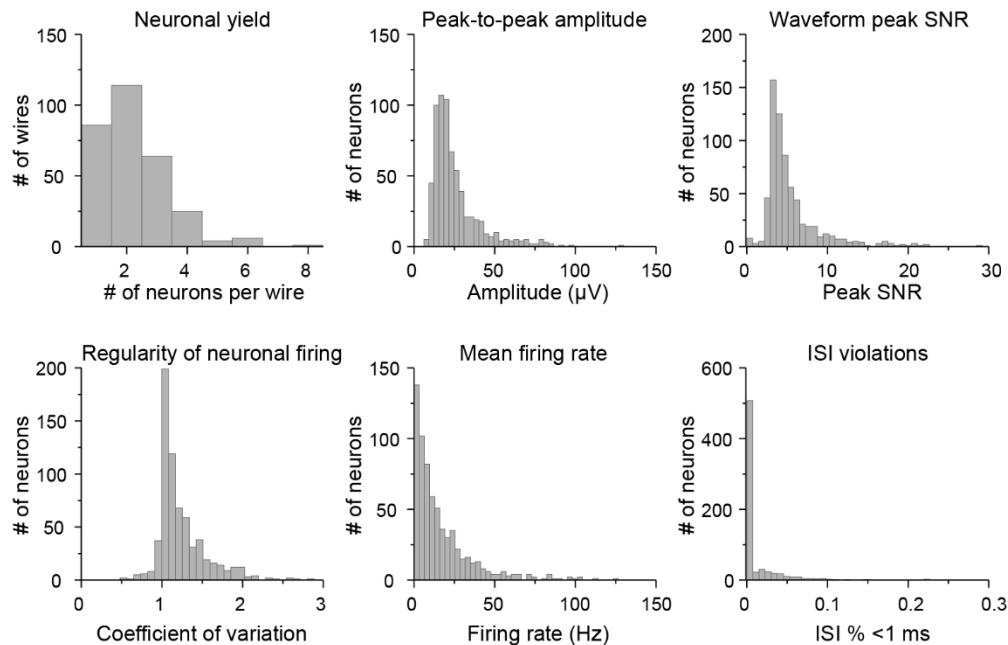 Neuronal yield
150
100
50
0
# of wires
2 4 6 8
# of neurons per wire
Peak-to-peak amplitude
150
100
50
0
# of neurons
0 50 100 150
Amplitude (µV)
Waveform peak SNR
200
150
100
50
0
# of neurons
0 10 20 30
Peak SNR
Regularity of neuronal firing
200
150
100
50
0
# of neurons
0 1 2 3
Coefficient of variation
Mean firing rate
150
100
50
0
# of neurons
0 50 100 150
Firing rate (Hz)
ISI violations
600
400
200
0
# of neurons
0 0.1 0.2 0.3
ISI % <1 ms